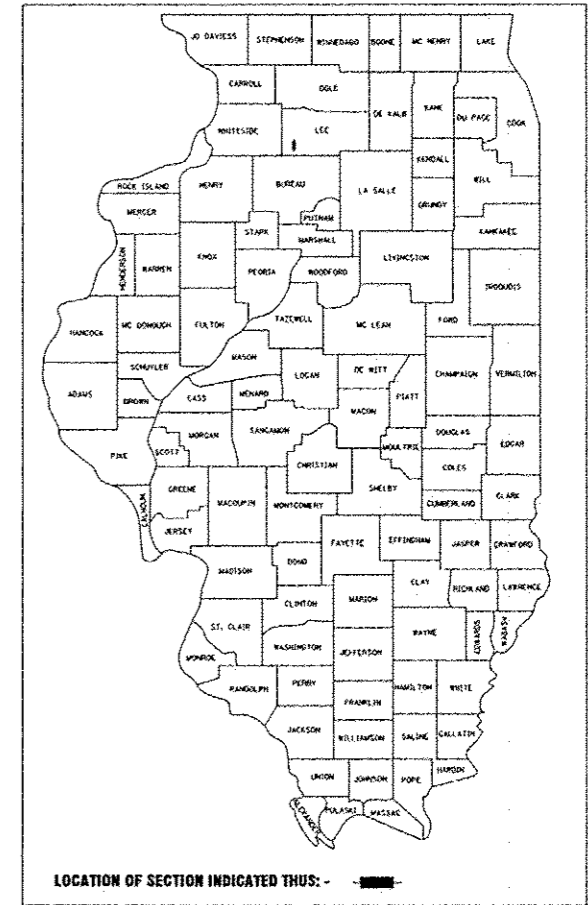 JO DAVIESS STEPHENSON WINNEBAGO BOONE MC HENRY LAKE
CARROLL OGLE DE KALB KANE DU PAGE COOK
WHITESIDE LEE
KENDALL WILL
ROCK ISLAND HENRY BUREAU LA SALLE GRUNDY
MERCER PUTNAM KANKAKEE
STARK MARSHALL
HENDERSON WARREN KNOX PEORIA WOODFORD LIVINGSTON IROQUOIS
HANCOCK MC DONOUGH FULTON TAZEWELL MC LEAN FORD
MASON
SCHUYLER LOGAN DE WITT CHAMPAIGN VERMILION
ADAMS BROWN CASS MENARD MACON PIATT
MORGAN SANGAMON DOUGLAS EDGAR
PIKE SCOTT CHRISTIAN MOULTRIE COLES
GREENE MACOUPIN MONTGOMERY SHELBY CUMBERLAND CLARK
CALHOUN JERSEY FAYETTE EFFINGHAM JASPER CRAWFORD
MADISON BOND CLAY RICHLAND LAWRENCE
CLINTON MARION
ST. CLAIR WAYNE EDWARDS WABASH
MONROE WASHINGTON JEFFERSON
RANDOLPH PERRY HAMILTON WHITE
FRANKLIN
JACKSON WILLIAMSON SALINE GALLATIN
UNION JOHNSON POPE HARDIN
ALEXANDER PULASKI MASSAC
LOCATION OF SECTION INDICATED THUS: -